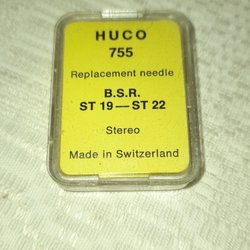 HUCO
755
Replacement needle
B.S.R.
ST 19—ST 22
Stereo
Made in Switzerland